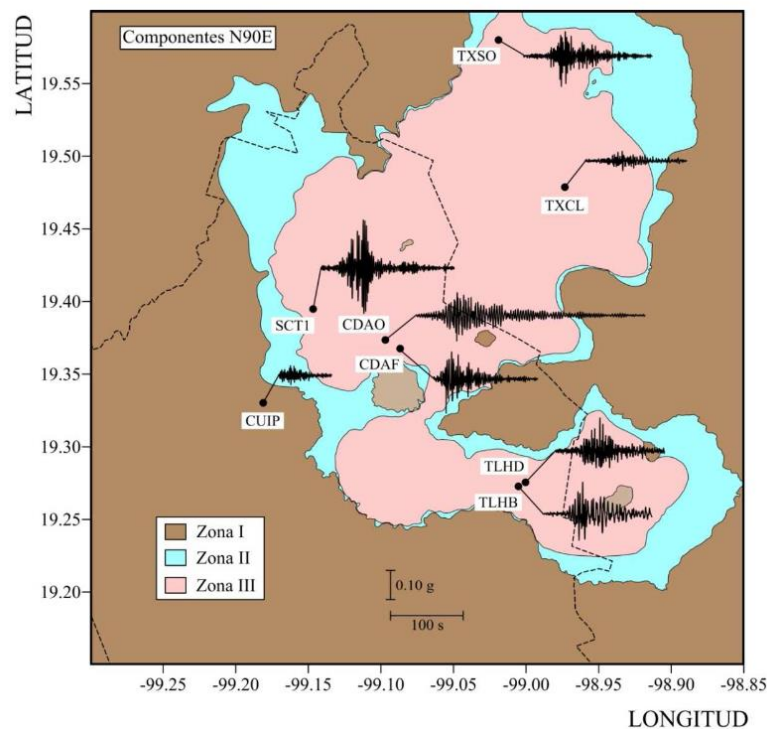 Componentes N90E
LATITUD
TXSO
19.55
19.50
TXCL
19.45
19.40
SCT1
CDAO
CDAF
19.35
CUIP
19.30
TLHD
TLHB
19.25
Zona I
Zona II
Zona III
19.20
0.10 g
100 s
-99.25
-99.20
-99.15
-99.10
-99.05
-99.00
-98.95
-98.90
-98.85
LONGITUD